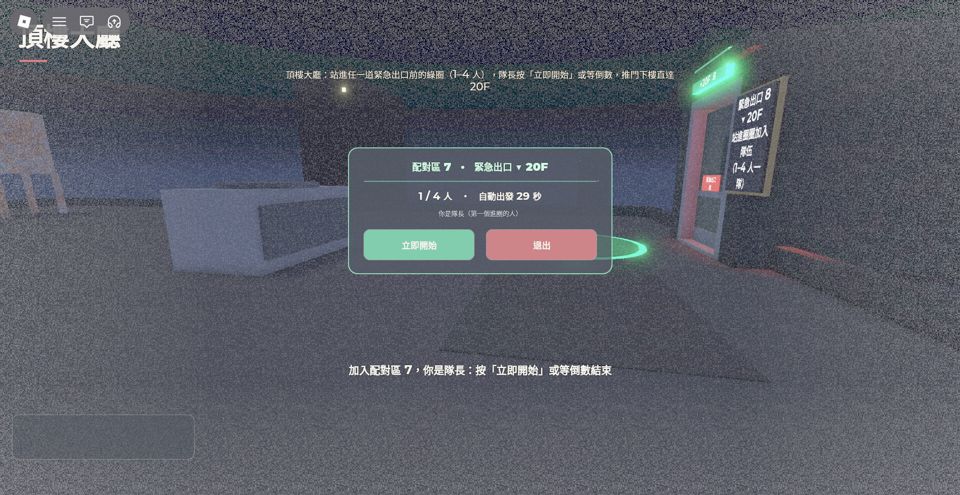 頂樓大廳
頂樓大廳：站進任一道緊急出口前的綠圈（1–4 人），隊長按「立即開始」或等倒數，推門下樓直達
20F
緊急出口 8
▼ 20F
站進圈圈加入
隊伍
(1–4 人一
隊)
配對區 7 • 緊急出口 ▼ 20F
1 / 4 人 • 自動出發 29 秒
你是隊長（第一個進圈的人）
立即開始
退出
加入配對區 7，你是隊長：按「立即開始」或等倒數結束